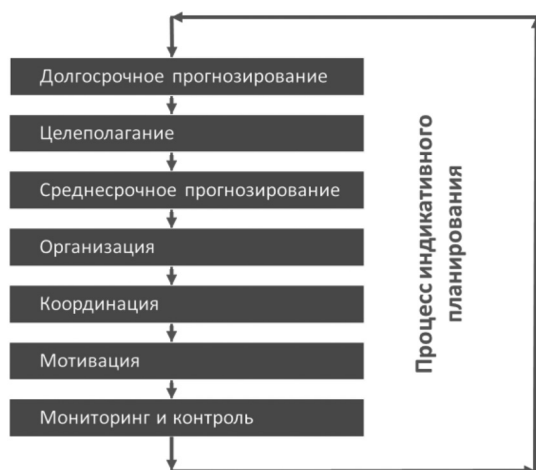 Долгосрочное прогнозирование
Целеполагание
Среднесрочное прогнозирование
Организация
Координация
Мотивация
Мониторинг и контроль
Процесс индикативного
планирования